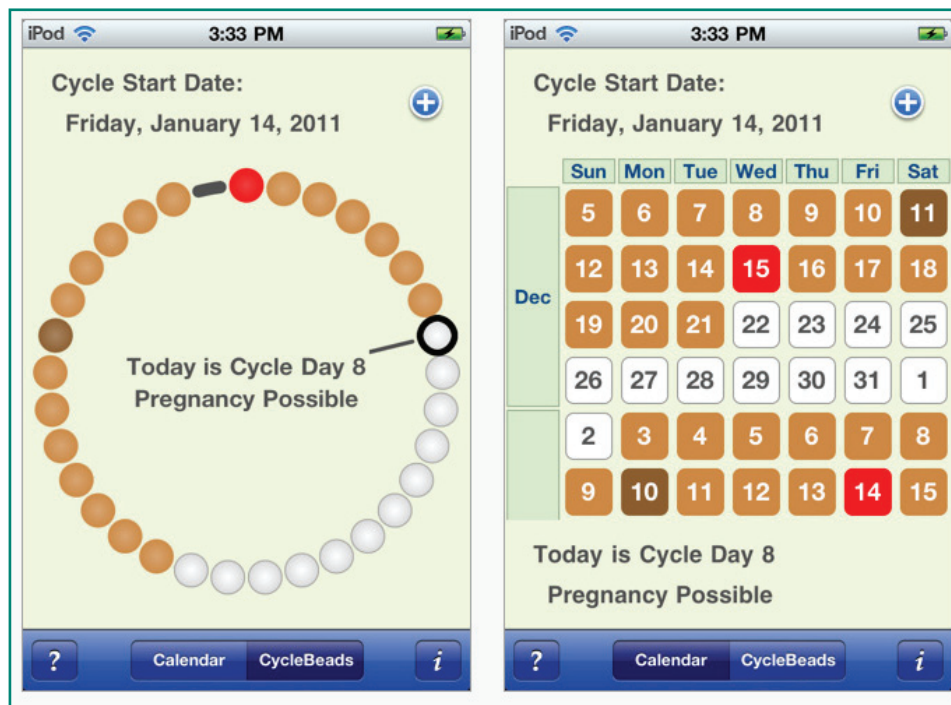 iPod 3:33 PM
Cycle Start Date:
Friday, January 14, 2011
Today is Cycle Day 8
Pregnancy Possible
? Calendar CycleBeads i
iPod 3:33 PM
Cycle Start Date:
Friday, January 14, 2011
Sun Mon Tue Wed Thu Fri Sat
5 6 7 8 9 10 11
12 13 14 15 16 17 18
Dec
19 20 21 22 23 24 25
26 27 28 29 30 31 1
2 3 4 5 6 7 8
9 10 11 12 13 14 15
Today is Cycle Day 8
Pregnancy Possible
? Calendar CycleBeads i